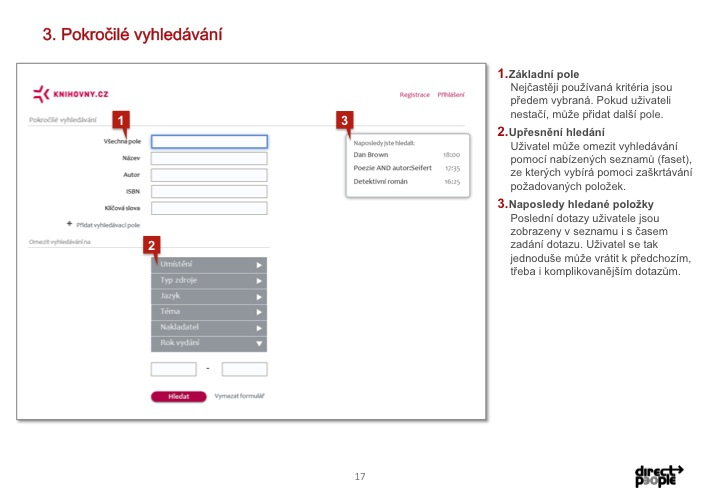 3. Pokročilé vyhledávání
KNIHOVNY.CZ
Registrace Přihlášení
Pokročilé vyhledávání
1
3
Všechna pole
Název
Autor
ISBN
Klíčová slova
+ Přidat vyhledávací pole
Naposledy jste hledali:
Dan Brown 18:00
Poezie AND autor:Seifert 17:35
Detektivní román 16:25
Omezit vyhledávání na
2
Umístění
Typ zdroje
Jazyk
Téma
Nakladatel
Rok vydání
-
Hledat Vymazat formulář
1.Základní pole
Nejčastěji používaná kritéria jsou
předem vybraná. Pokud uživateli
nestačí, může přidat další pole.
2.Upřesnění hledání
Uživatel může omezit vyhledávání
pomocí nabízených seznamů (faset),
ze kterých vybírá pomocí zaškrtávání
požadovaných položek.
3.Naposledy hledané položky
Poslední dotazy uživatele jsou
zobrazeny v seznamu i s časem
zadání dotazu. Uživatel se tak
jednoduše může vrátit k předchozím,
třeba i komplikovanějším dotazům.
17
direct
people